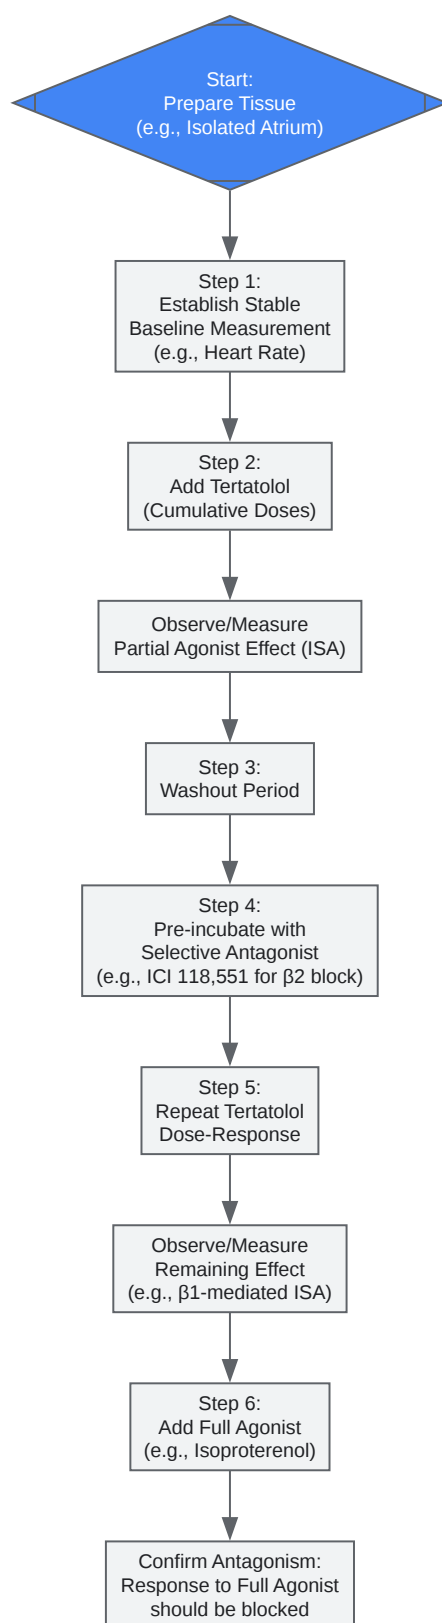 Start:
Prepare Tissue
(e.g., Isolated Atrium)
Step 1:
Establish Stable
Baseline Measurement
(e.g., Heart Rate)
Step 2:
Add Tertatolol
(Cumulative Doses)
Observe/Measure
Partial Agonist Effect (ISA)
Step 3:
Washout Period
Step 4:
Pre-incubate with
Selective Antagonist
(e.g., ICI 118,551 for β2 block)
Step 5:
Repeat Tertatolol
Dose-Response
Observe/Measure
Remaining Effect
(e.g., β1-mediated ISA)
Step 6:
Add Full Agonist
(e.g., Isoproterenol)
Confirm Antagonism:
Response to Full Agonist
should be blocked